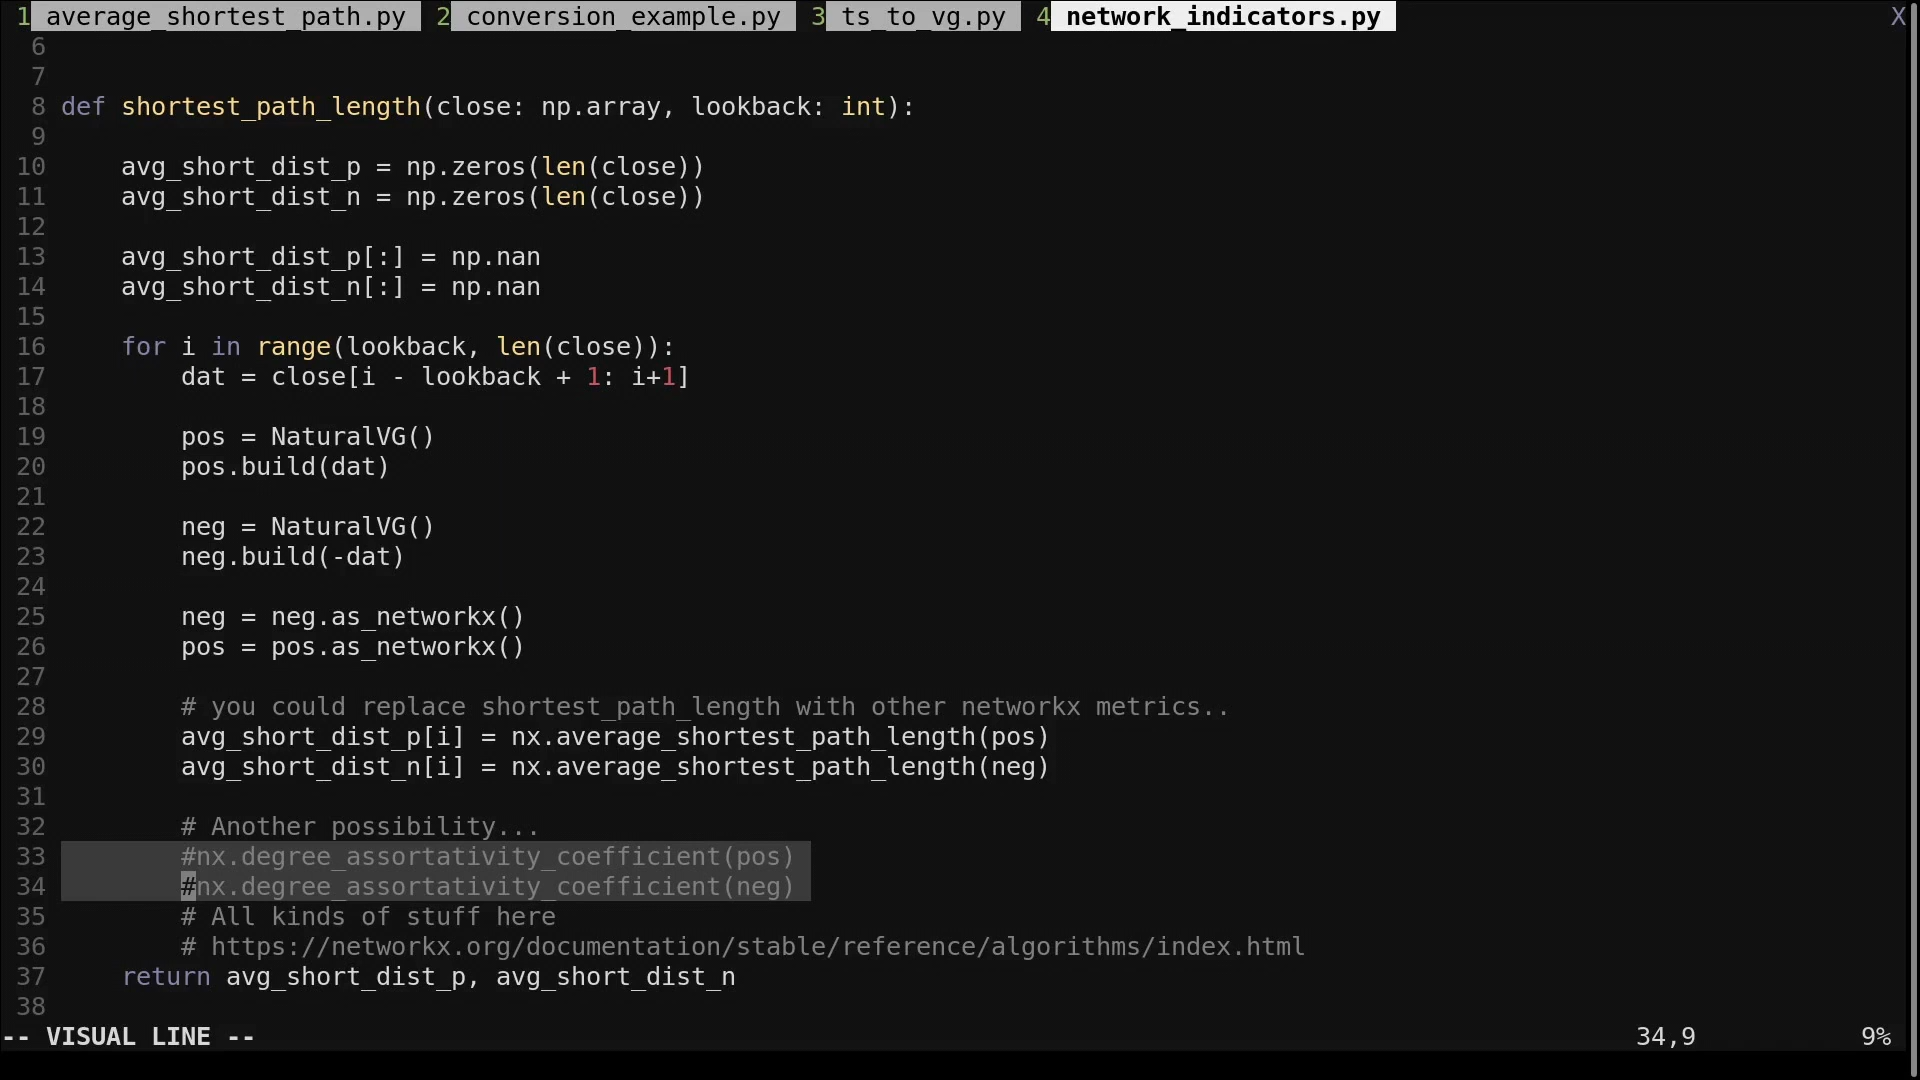 1 average_shortest_path.py 2 conversion_example.py 3 ts_to_vg.py 4 network_indicators.py X
6
7
8 def shortest_path_length(close: np.array, lookback: int):
9
10     avg_short_dist_p = np.zeros(len(close))
11     avg_short_dist_n = np.zeros(len(close))
12
13     avg_short_dist_p[:] = np.nan
14     avg_short_dist_n[:] = np.nan
15
16     for i in range(lookback, len(close)):
17         dat = close[i - lookback + 1: i+1]
18
19         pos = NaturalVG()
20         pos.build(dat)
21
22         neg = NaturalVG()
23         neg.build(-dat)
24
25         neg = neg.as_networkx()
26         pos = pos.as_networkx()
27
28         # you could replace shortest_path_length with other networkx metrics..
29         avg_short_dist_p[i] = nx.average_shortest_path_length(pos)
30         avg_short_dist_n[i] = nx.average_shortest_path_length(neg)
31
32         # Another possibility...
33         #nx.degree_assortativity_coefficient(pos)
34         #nx.degree_assortativity_coefficient(neg)
35         # All kinds of stuff here
36         # https://networkx.org/documentation/stable/reference/algorithms/index.html
37     return avg_short_dist_p, avg_short_dist_n
38
-- VISUAL LINE -- 34,9 9%